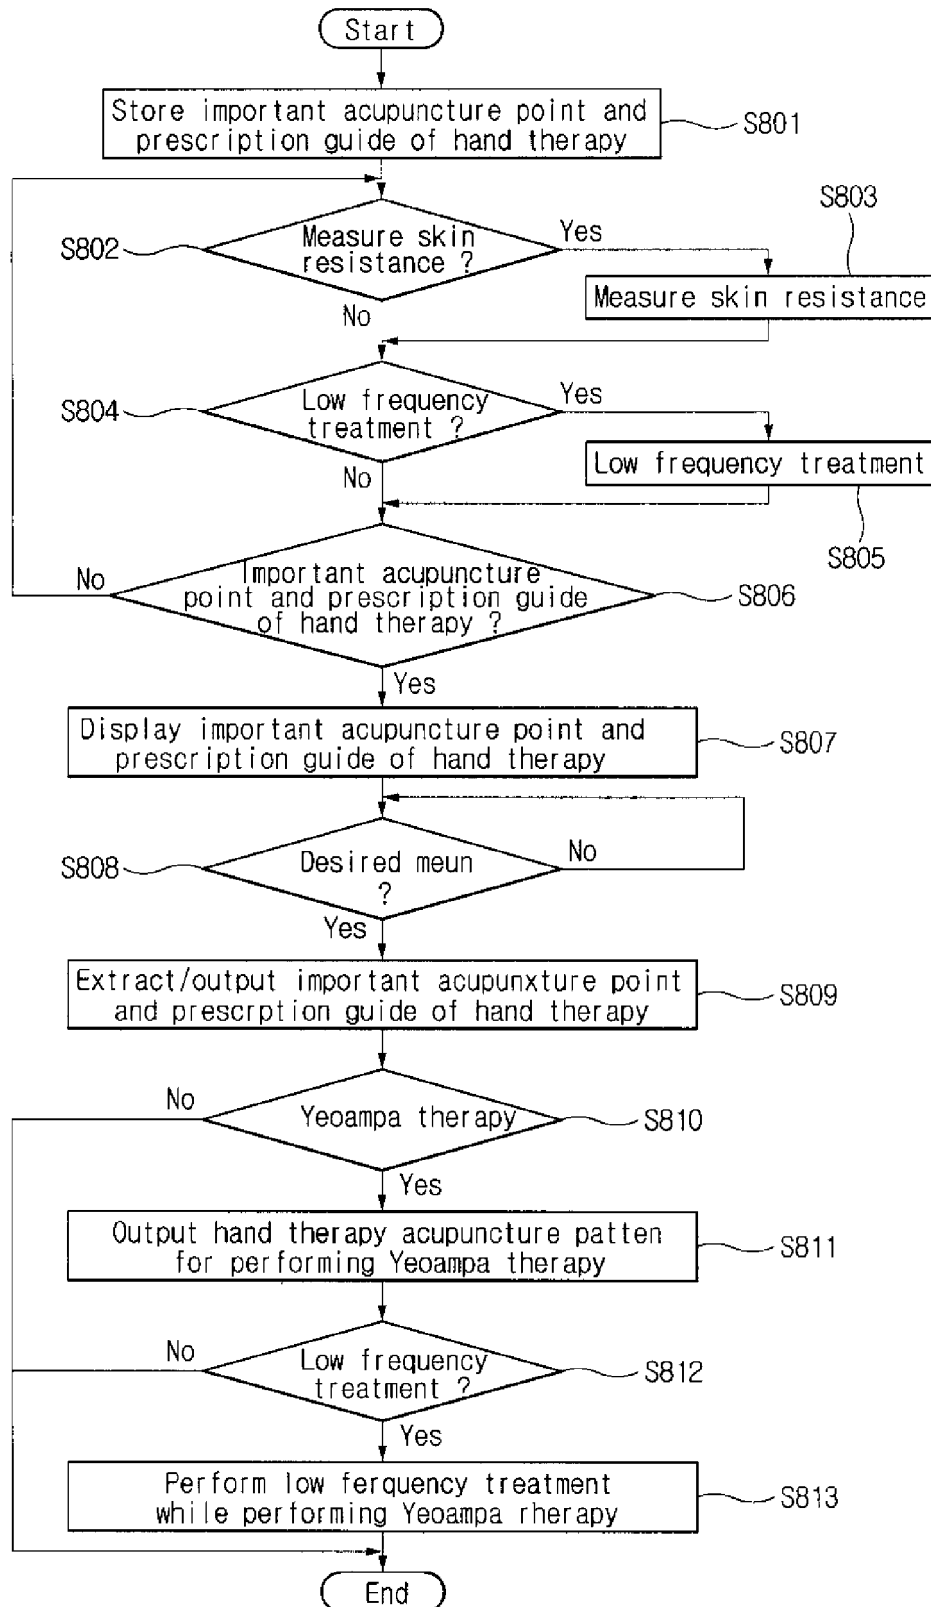 Start
Store important acupuncture point and
prescription guide of hand therapy
S801
S802
Measure skin
resistance ?
Yes
S803
Measure skin resistance
No
S804
Low frequency
treatment ?
Yes
Low frequency treatment
S805
No
Important acupuncture
point and prescription guide
of hand therapy ?
No
S806
Yes
Display important acupuncture point and
prescription guide of hand therapy
S807
S808
Desired meun
?
No
Yes
Extract/output important acupunxture point
and prescrption guide of hand therapy
S809
No
Yeoampa therapy
S810
Yes
Output hand therapy acupuncture patten
for performing Yeoampa therapy
S811
No
Low frequency
treatment ?
S812
Yes
Perform low ferquency treatment
while performing Yeoampa rherapy
S813
End